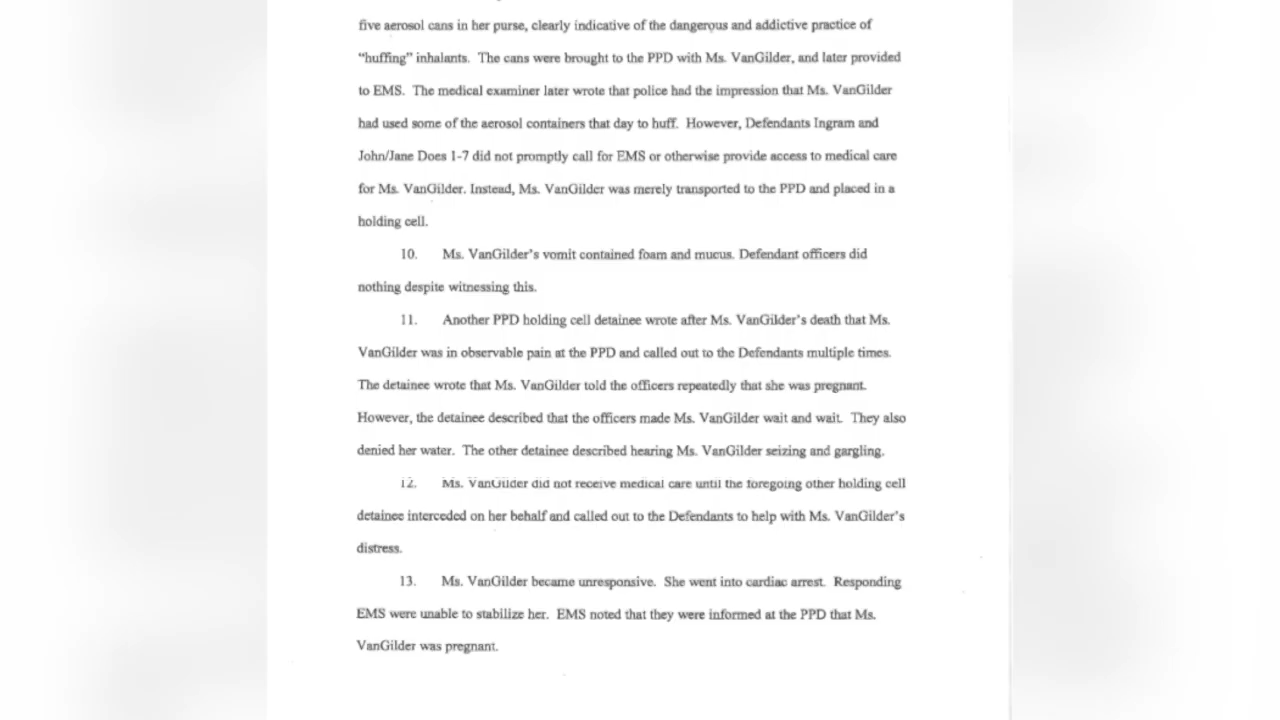 five aerosol cans in her purse, clearly indicative of the dangerous and addictive practice of
“huffing” inhalants. The cans were brought to the PPD with Ms. VanGilder, and later provided
to EMS. The medical examiner later wrote that police had the impression that Ms. VanGilder
had used some of the aerosol containers that day to huff. However, Defendants Ingram and
John/Jane Does 1-7 did not promptly call for EMS or otherwise provide access to medical care
for Ms. VanGilder. Instead, Ms. VanGilder was merely transported to the PPD and placed in a
holding cell.
10. Ms. VanGilder’s vomit contained foam and mucus. Defendant officers did
nothing despite witnessing this.
11. Another PPD holding cell detainee wrote after Ms. VanGilder’s death that Ms.
VanGilder was in observable pain at the PPD and called out to the Defendants multiple times.
The detainee wrote that Ms. VanGilder told the officers repeatedly that she was pregnant.
However, the detainee described that the officers made Ms. VanGilder wait and wait. They also
denied her water. The other detainee described hearing Ms. VanGilder seizing and gargling.
12. Ms. VanGilder did not receive medical care until the foregoing other holding cell
detainee interceded on her behalf and called out to the Defendants to help with Ms. VanGilder’s
distress.
13. Ms. VanGilder became unresponsive. She went into cardiac arrest. Responding
EMS were unable to stabilize her. EMS noted that they were informed at the PPD that Ms.
VanGilder was pregnant.